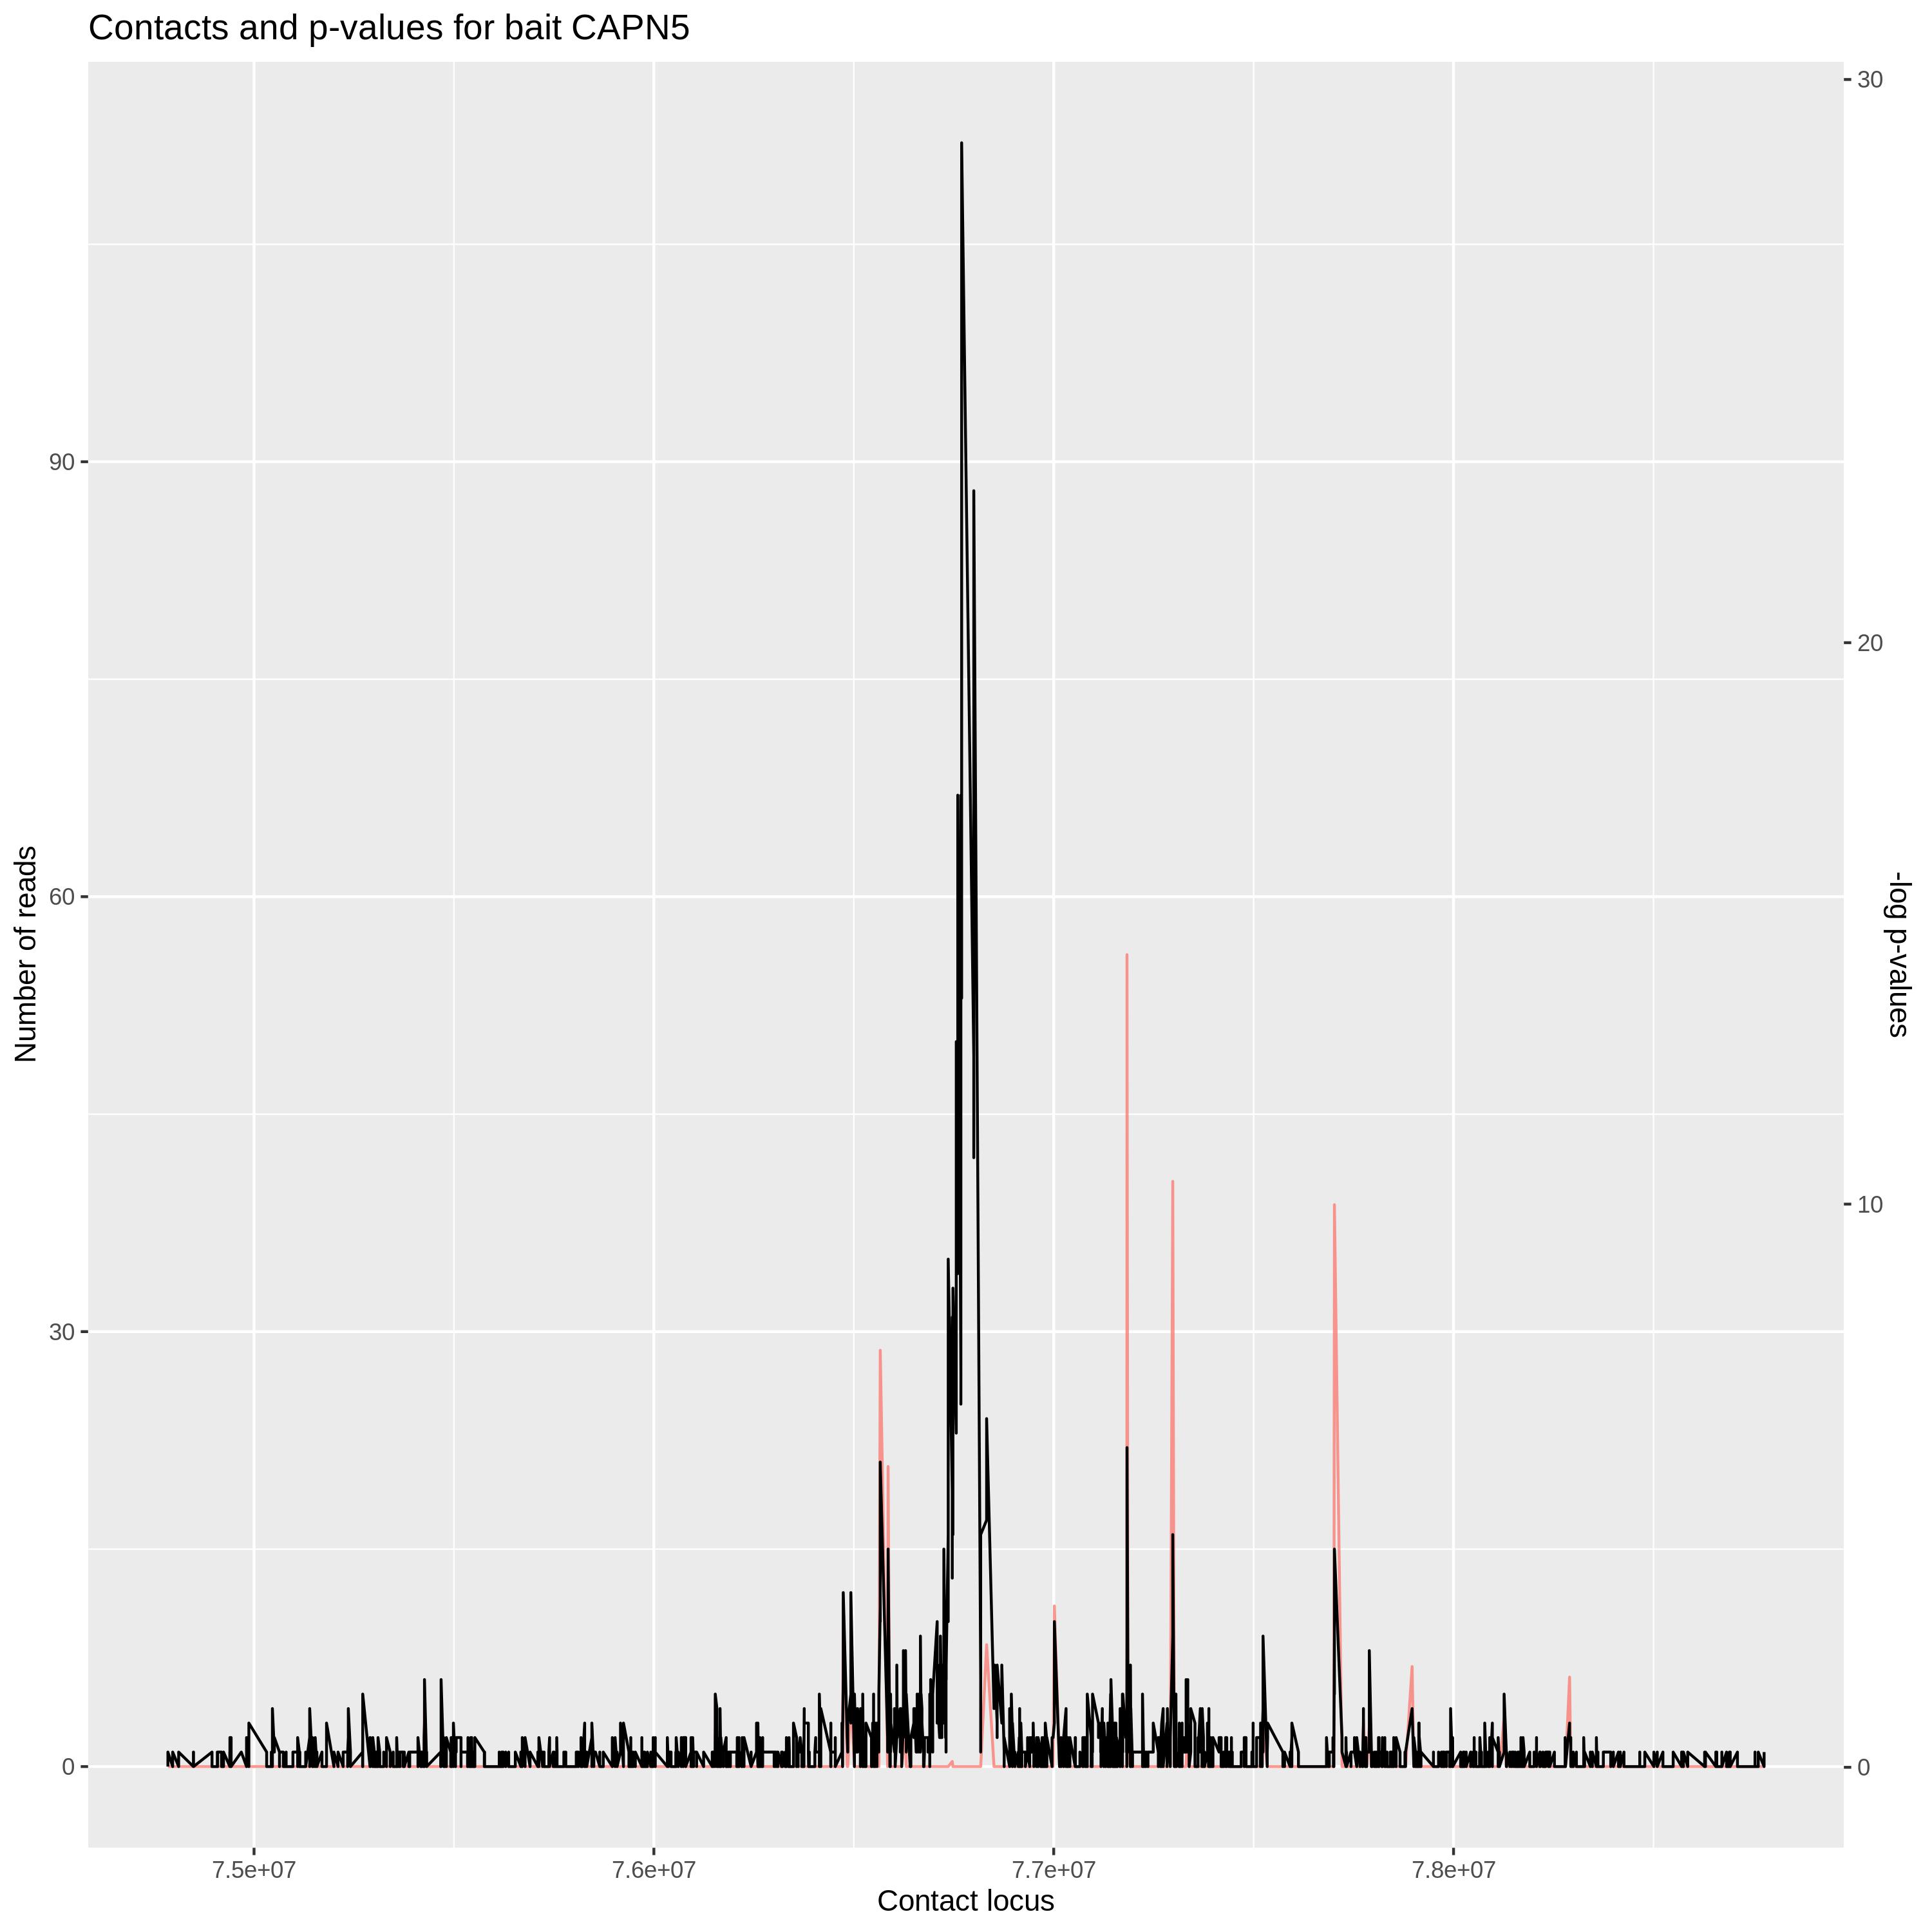 Contacts and p-values for bait CAPN5
30
90
20
60
Number of reads
-log p-values
10
30
0
0
7.5e+07 7.6e+07 7.7e+07 7.8e+07
Contact locus